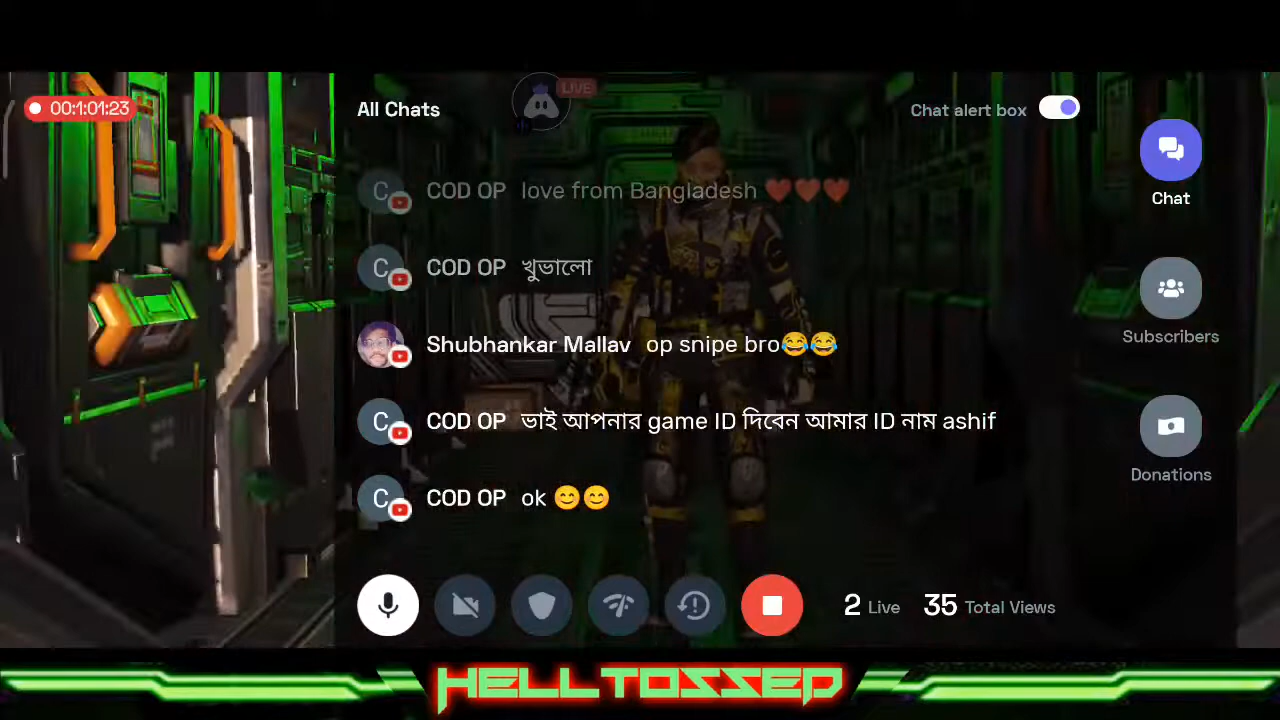 LIVE
00:1:01:23
All Chats
Chat alert box
COD OP love from Bangladesh ❤️❤️❤️
Chat
COD OP খুভালো
Shubhankar Mallav op snipe bro😂😂
Subscribers
COD OP ভাই আপনার game ID দিবেন আমার ID নাম ashif
Donations
COD OP ok 😊😊
2 Live 35 Total Views
HELLTOSSED